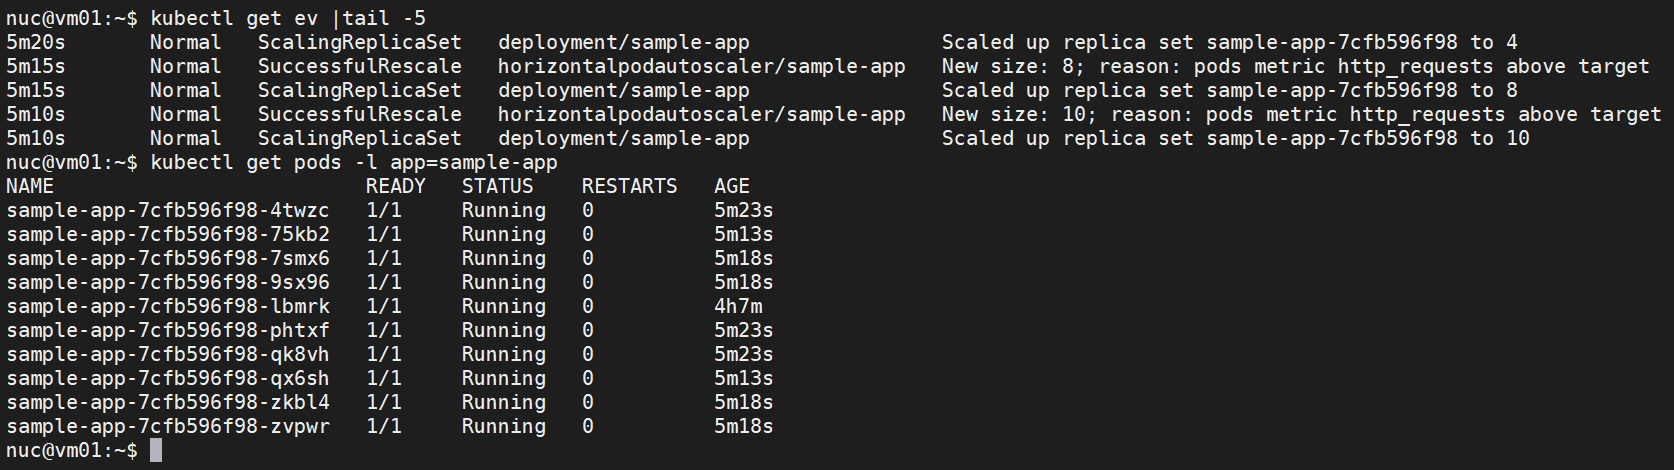 nuc@vm01:~$ kubectl get ev |tail -5
5m20s       Normal   ScalingReplicaSet   deployment/sample-app                Scaled up replica set sample-app-7cfb596f98 to 4
5m15s       Normal   SuccessfulRescale   horizontalpodautoscaler/sample-app   New size: 8; reason: pods metric http_requests above target
5m15s       Normal   ScalingReplicaSet   deployment/sample-app                Scaled up replica set sample-app-7cfb596f98 to 8
5m10s       Normal   SuccessfulRescale   horizontalpodautoscaler/sample-app   New size: 10; reason: pods metric http_requests above target
5m10s       Normal   ScalingReplicaSet   deployment/sample-app                Scaled up replica set sample-app-7cfb596f98 to 10
nuc@vm01:~$ kubectl get pods -l app=sample-app
NAME                          READY   STATUS    RESTARTS   AGE
sample-app-7cfb596f98-4twzc   1/1     Running   0          5m23s
sample-app-7cfb596f98-75kb2   1/1     Running   0          5m13s
sample-app-7cfb596f98-7smx6   1/1     Running   0          5m18s
sample-app-7cfb596f98-9sx96   1/1     Running   0          5m18s
sample-app-7cfb596f98-lbmrk   1/1     Running   0          4h7m
sample-app-7cfb596f98-phtxf   1/1     Running   0          5m23s
sample-app-7cfb596f98-qk8vh   1/1     Running   0          5m23s
sample-app-7cfb596f98-qx6sh   1/1     Running   0          5m13s
sample-app-7cfb596f98-zkbl4   1/1     Running   0          5m18s
sample-app-7cfb596f98-zvpwr   1/1     Running   0          5m18s
nuc@vm01:~$